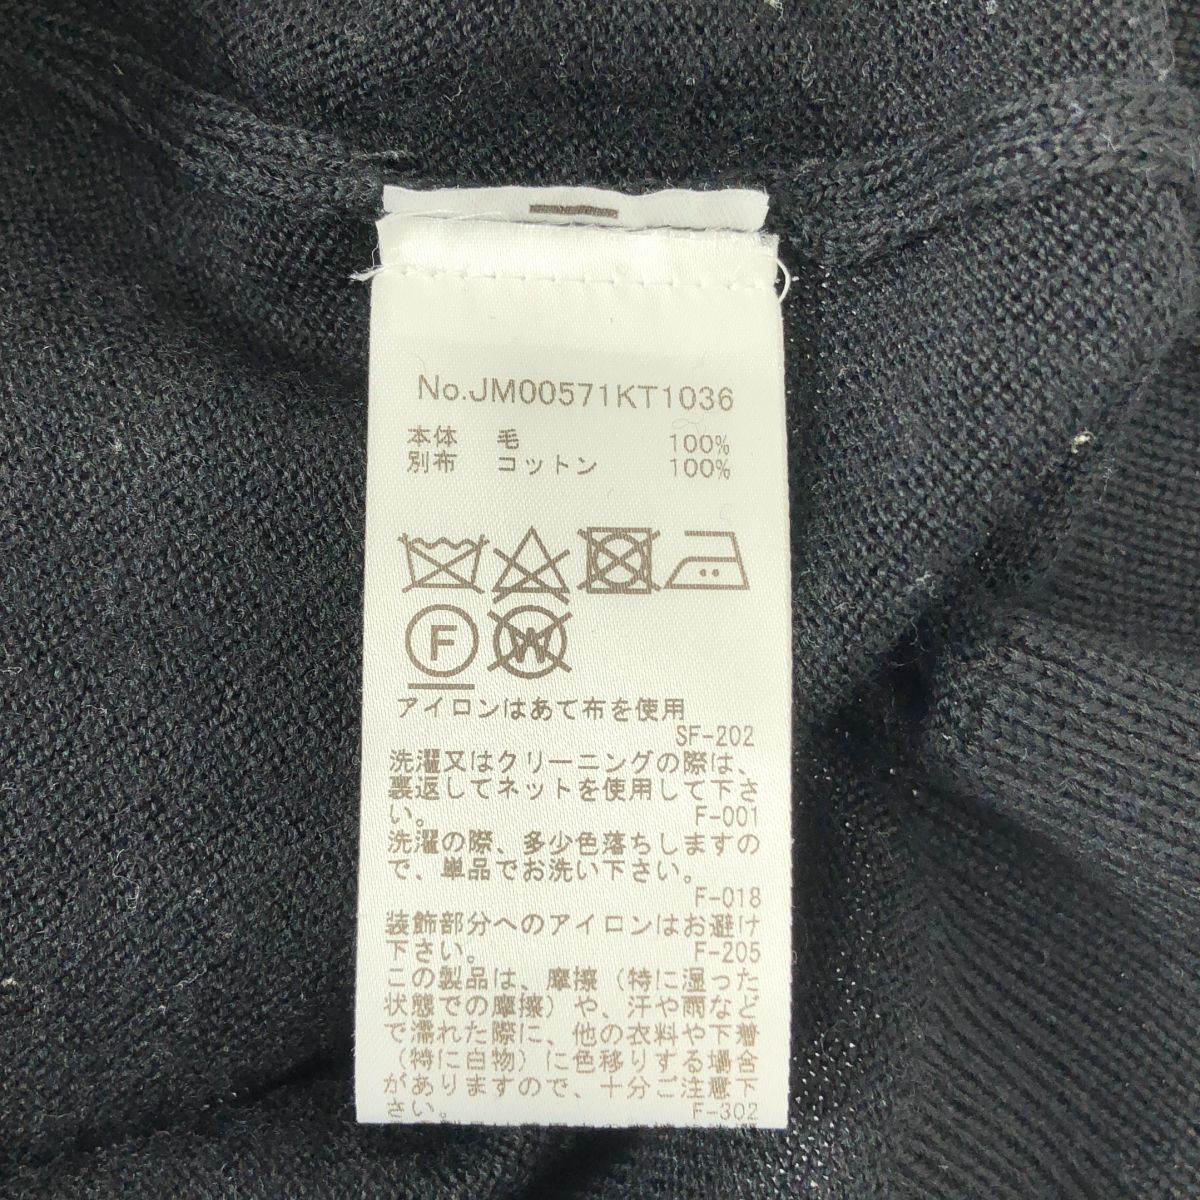 No.JM00571KT1036
本体 毛 100%
別布 コットン 100%
F W
アイロンはあて布を使用
SF-202
洗濯又はクリーニングの際は、
裏返してネットを使用して下さ
い。 F-001
洗濯の際、多少色落ちしますの
で、単品でお洗い下さい。
F-018
装飾部分へのアイロンはお避け
下さい。 F-205
この製品は、摩擦（特に湿った
状態での摩擦）や、汗や雨など
で濡れた際に、他の衣料や下着
（特に白物）に色移りする場合
がありますので、十分ご注意下
さい。 F-302